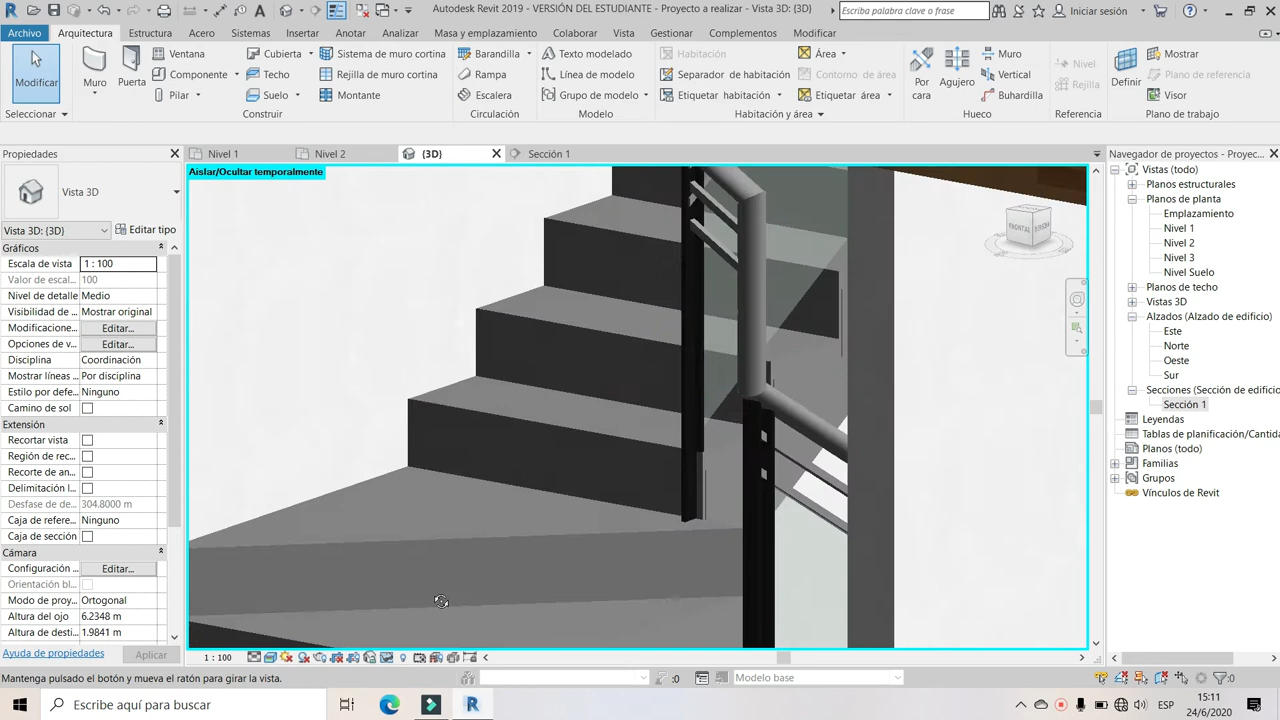 Autodesk Revit 2019 - VERSIÓN DEL ESTUDIANTE - Proyecto a realizar - Vista 3D: {3D}
Escriba palabra clave o frase
Iniciar sesión
Archivo Arquitectura Estructura Acero Sistemas Insertar Anotar Analizar Masa y emplazamiento Colaborar Vista Gestionar Complementos Modificar
Modificar
Seleccionar
Muro
Puerta
Ventana
Componente
Pilar
Cubierta
Techo
Suelo
Sistema de muro cortina
Rejilla de muro cortina
Montante
Construir
Barandilla
Rampa
Escalera
Circulación
Texto modelado
Línea de modelo
Grupo de modelo
Modelo
Habitación
Separador de habitación
Etiquetar habitación
Área
Contorno de área
Etiquetar área
Habitación y área
Por cara
Agujero
Muro
Vertical
Buhardilla
Hueco
Nivel
Rejilla
Referencia
Definir
Mostrar
Plano de referencia
Visor
Plano de trabajo
Propiedades
Nivel 1
Nivel 2
{3D}
Sección 1
Navegador de proyectos - Proyec...
Vista 3D
Vista 3D: {3D}
Editar tipo
Gráficos
Escala de vista 1 : 100
Valor de escal... 100
Nivel de detalle Medio
Visibilidad de ... Mostrar original
Modificacione... Editar...
Opciones de v... Editar...
Disciplina Coordinación
Mostrar líneas ... Por disciplina
Estilo por defe... Ninguno
Camino de sol
Extensión
Recortar vista
Región de rec...
Recorte de an...
Delimitación l...
Desfase de de... 304.8000 m
Caja de refere... Ninguno
Caja de sección
Cámara
Configuración ... Editar...
Orientación bl...
Modo de proy... Ortogonal
Altura del ojo 6.2348 m
Altura de desti... 1.9841 m
Ayuda de propiedades
Aplicar
Aislar/Ocultar temporalmente
FRONTAL
Vistas (todo)
Planos estructurales
Planos de planta
Emplazamiento
Nivel 1
Nivel 2
Nivel 3
Nivel Suelo
Planos de techo
Vistas 3D
Alzados (Alzado de edificio)
Este
Norte
Oeste
Sur
Secciones (Sección de edificio
Sección 1
Leyendas
Tablas de planificación/Cantida
Planos (todo)
Familias
Grupos
Vínculos de Revit
1 : 100
Mantenga pulsado el botón y mueva el ratón para girar la vista.
:0
Modelo base
:0
Escribe aquí para buscar
ESP
15:11
24/6/2020